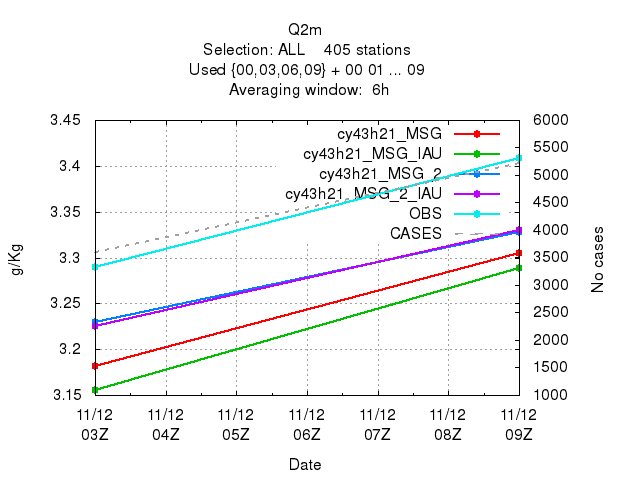 Q2m
Selection: ALL 405 stations
Used {00,03,06,09} + 00 01 ... 09
Averaging window: 6h
3.45
3.4
3.35
3.3
3.25
3.2
3.15
g/Kg
cy43h21_MSG
cy43h21_MSG_IAU
cy43h21_MSG_2
cy43h21_MSG_2_IAU
OBS
CASES
6000
5500
5000
4500
4000
3500
3000
2500
2000
1500
1000
No cases
11/12 11/12 11/12 11/12 11/12 11/12 11/12
03Z 04Z 05Z 06Z 07Z 08Z 09Z
Date